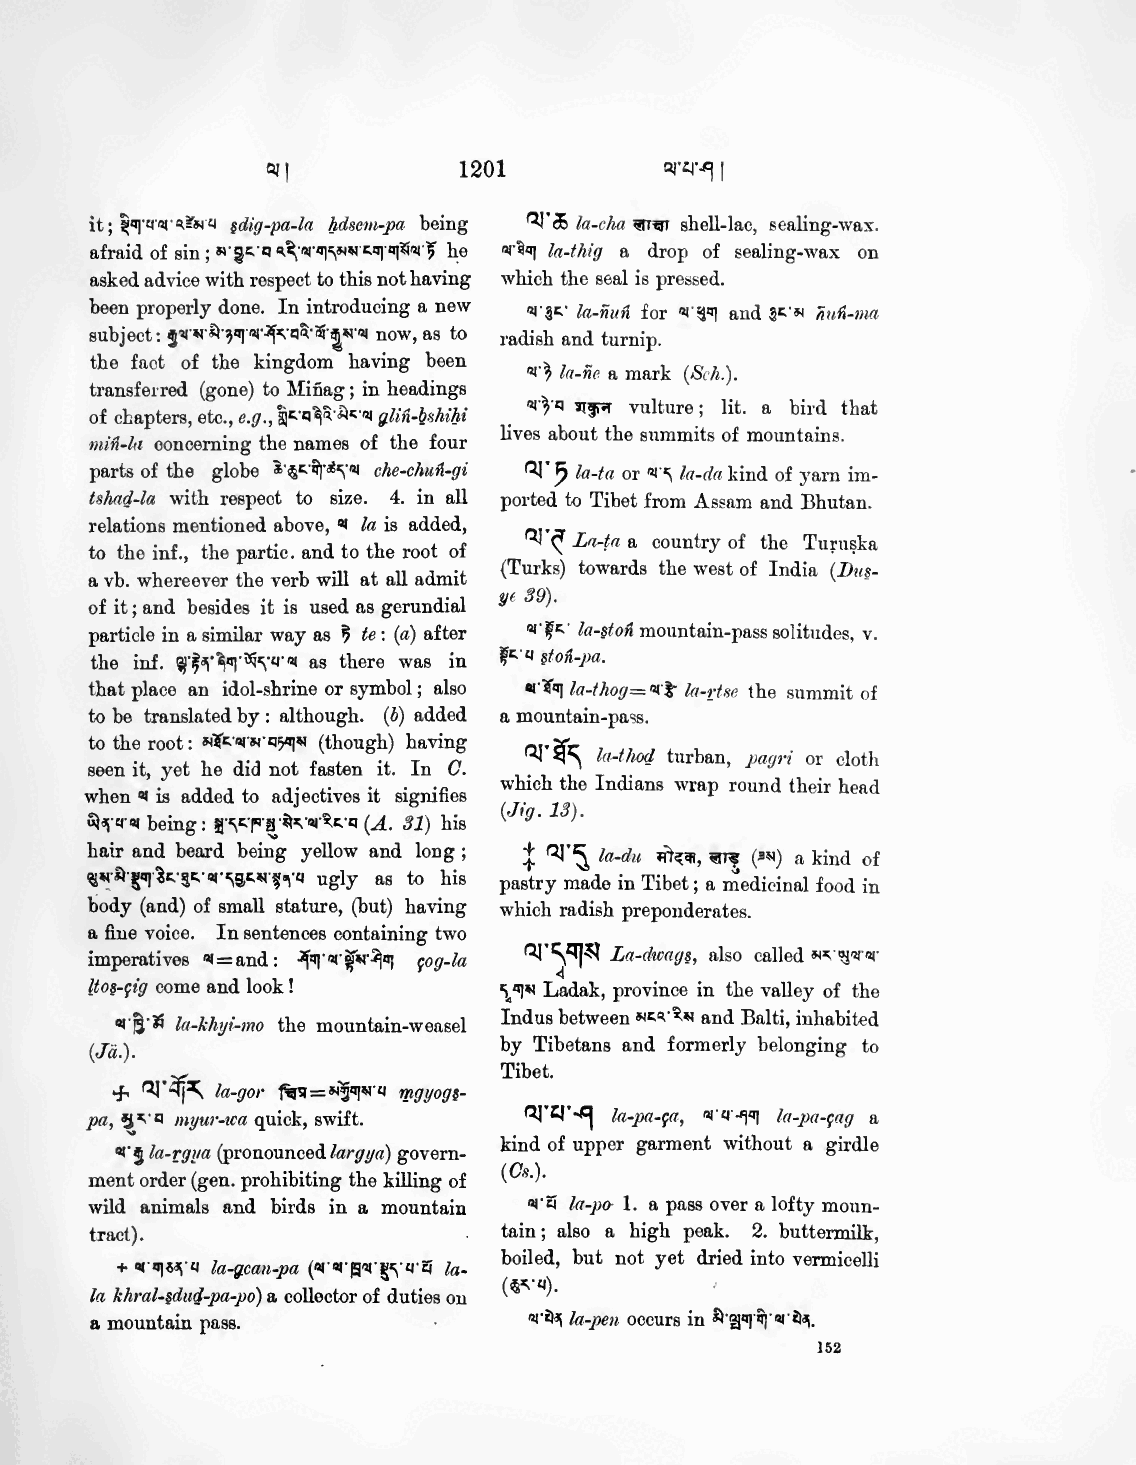 ལ། 1201 ལ་པ་ཤ།
it; སྡིག་པ་ལ་འཛེམ་པ sdig-pa-la ḥdsem-pa being
afraid of sin; མ་བྱུང་བ་འདི་ལ་གདམས་ངག་གསོལ་ཏེ he
asked advice with respect to this not having
been properly done. In introducing a new
subject: རྒྱལ་ས་མི་ཉག་ལ་ཤོར་བའི་ལོ་རྒྱུས་ལ now, as to
the fact of the kingdom having been
transferred (gone) to Miñag; in headings
of chapters, etc., e.g., གླིང་བཞིའི་མིང་ལ gliṅ-bshiḥi
miṅ-la concerning the names of the four
parts of the globe ཆེ་ཆུང་གི་ཚད་ལ che-chuṅ-gi
tshad-la with respect to size. 4. in all
relations mentioned above, ལ la is added,
to the inf., the partic. and to the root of
a vb. whereever the verb will at all admit
of it; and besides it is used as gerundial
particle in a similar way as ཏེ te: (a) after
the inf. ལྷ་རྟེན་ཞིག་ཡོད་པ་ལ as there was in
that place an idol-shrine or symbol; also
to be translated by: although. (b) added
to the root: མཐོང་ལ་མ་བཏགས (though) having
seen it, yet he did not fasten it. In C.
when ལ is added to adjectives it signifies
ཡིན་པ་ལ being: སྐྲ་དང་ཁ་སྤུ་སེར་ལ་རིང་བ (A. 31) his
hair and beard being yellow and long;
ལུས་མི་སྡུག་ཅིང་ཐུང་ལ་དབྱངས་སྙན་པ ugly as to his
body (and) of small stature, (but) having
a fine voice. In sentences containing two
imperatives ལ=and: ཤོག་ལ་ལྟོས་ཤིག çog-la
ltos-çig come and look!
ལ་ཁྱི་མོ la-khyi-mo the mountain-weasel
(Jä.).
+ ལ་གོར la-gor क्षिप्र=མགྱོགས་པ mgyogs-
pa, མྱུར་བ myur-wa quick, swift.
ལ་རྒྱ la-rgya (pronounced largya) govern-
ment order (gen. prohibiting the killing of
wild animals and birds in a mountain
tract).
+ ལ་གཅན་པ la-gcan-pa (ལ་ལ་ཁྲལ་སྡུད་པ་པོ la-
la khral-sdud-pa-po) a collector of duties on
a mountain pass.
ལ་ཆ la-cha लाक्षा shell-lac, sealing-wax.
ལ་ཐིག la-thig a drop of sealing-wax on
which the seal is pressed.
ལ་ཉུང་ la-ñuṅ for ལ་ཕུག and ཉུང་མ ñuṅ-ma
radish and turnip.
ལ་ཉེ la-ñe a mark (Sch.).
ལ་ཉེ་བ शकुन vulture; lit. a bird that
lives about the summits of mountains.
ལ་ཏ la-ta or ལ་ད la-da kind of yarn im-
ported to Tibet from Assam and Bhutan.
ལ་ཊ La-ṭa a country of the Turuṣka
(Turks) towards the west of India (Dus-
ye 39).
ལ་སྟོང་ la-stoṅ mountain-pass solitudes, v.
སྟོང་པ stoṅ-pa.
ལ་ཐོག la-thog=ལ་རྩེ la-rtse the summit of
a mountain-pass.
ལ་ཐོད la-thod turban, pagri or cloth
which the Indians wrap round their head
(Jig. 13).
‡ ལ་དུ la-du मोदक, लाडु (ཟས) a kind of
pastry made in Tibet; a medicinal food in
which radish preponderates.
ལ་དྭགས La-dwags, also called མར་ཡུལ་ལ་
དྭགས Ladak, province in the valley of the
Indus between མངའ་རིས and Balti, inhabited
by Tibetans and formerly belonging to
Tibet.
ལ་པ་ཤ la-pa-ça, ལ་པ་ཤག la-pa-çag a
kind of upper garment without a girdle
(Cs.).
ལ་པོ la-po 1. a pass over a lofty moun-
tain; also a high peak. 2. buttermilk,
boiled, but not yet dried into vermicelli
(ཆུར་པ).
ལ་པེན la-pen occurs in མི་ལྷག་གི་ལ་པེན.
152